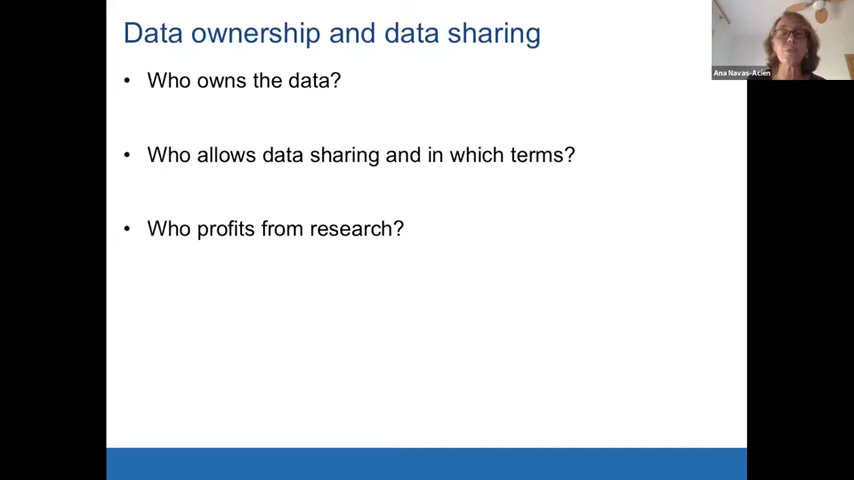 Data ownership and data sharing
Ana Navas-Acien
• Who owns the data?
• Who allows data sharing and in which terms?
• Who profits from research?